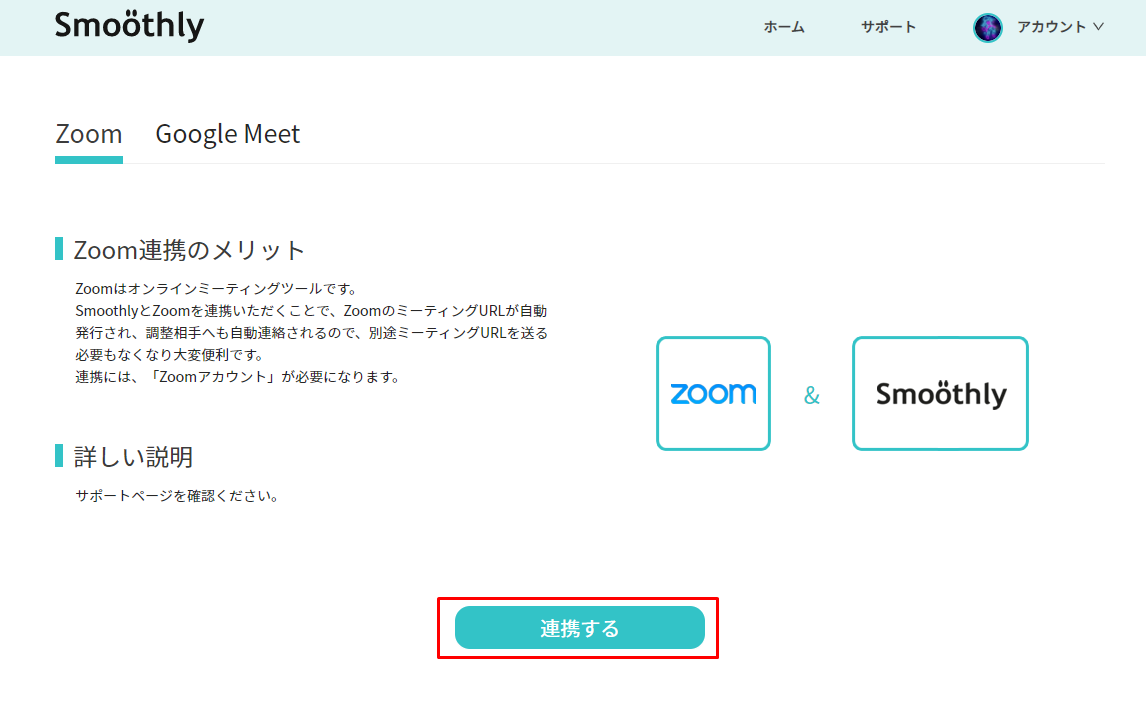 Smoöthly
ホーム
サポート
アカウント
Zoom
Google Meet
Zoom連携のメリット
Zoomはオンラインミーティングツールです。
SmoothlyとZoomを連携いただくことで、ZoomのミーティングURLが自動
発行され、調整相手へも自動連絡されるので、別途ミーティングURLを送る
必要もなくなり大変便利です。
連携には、「Zoomアカウント」が必要になります。
zoom
&
Smoöthly
詳しい説明
サポートページを確認ください。
連携する